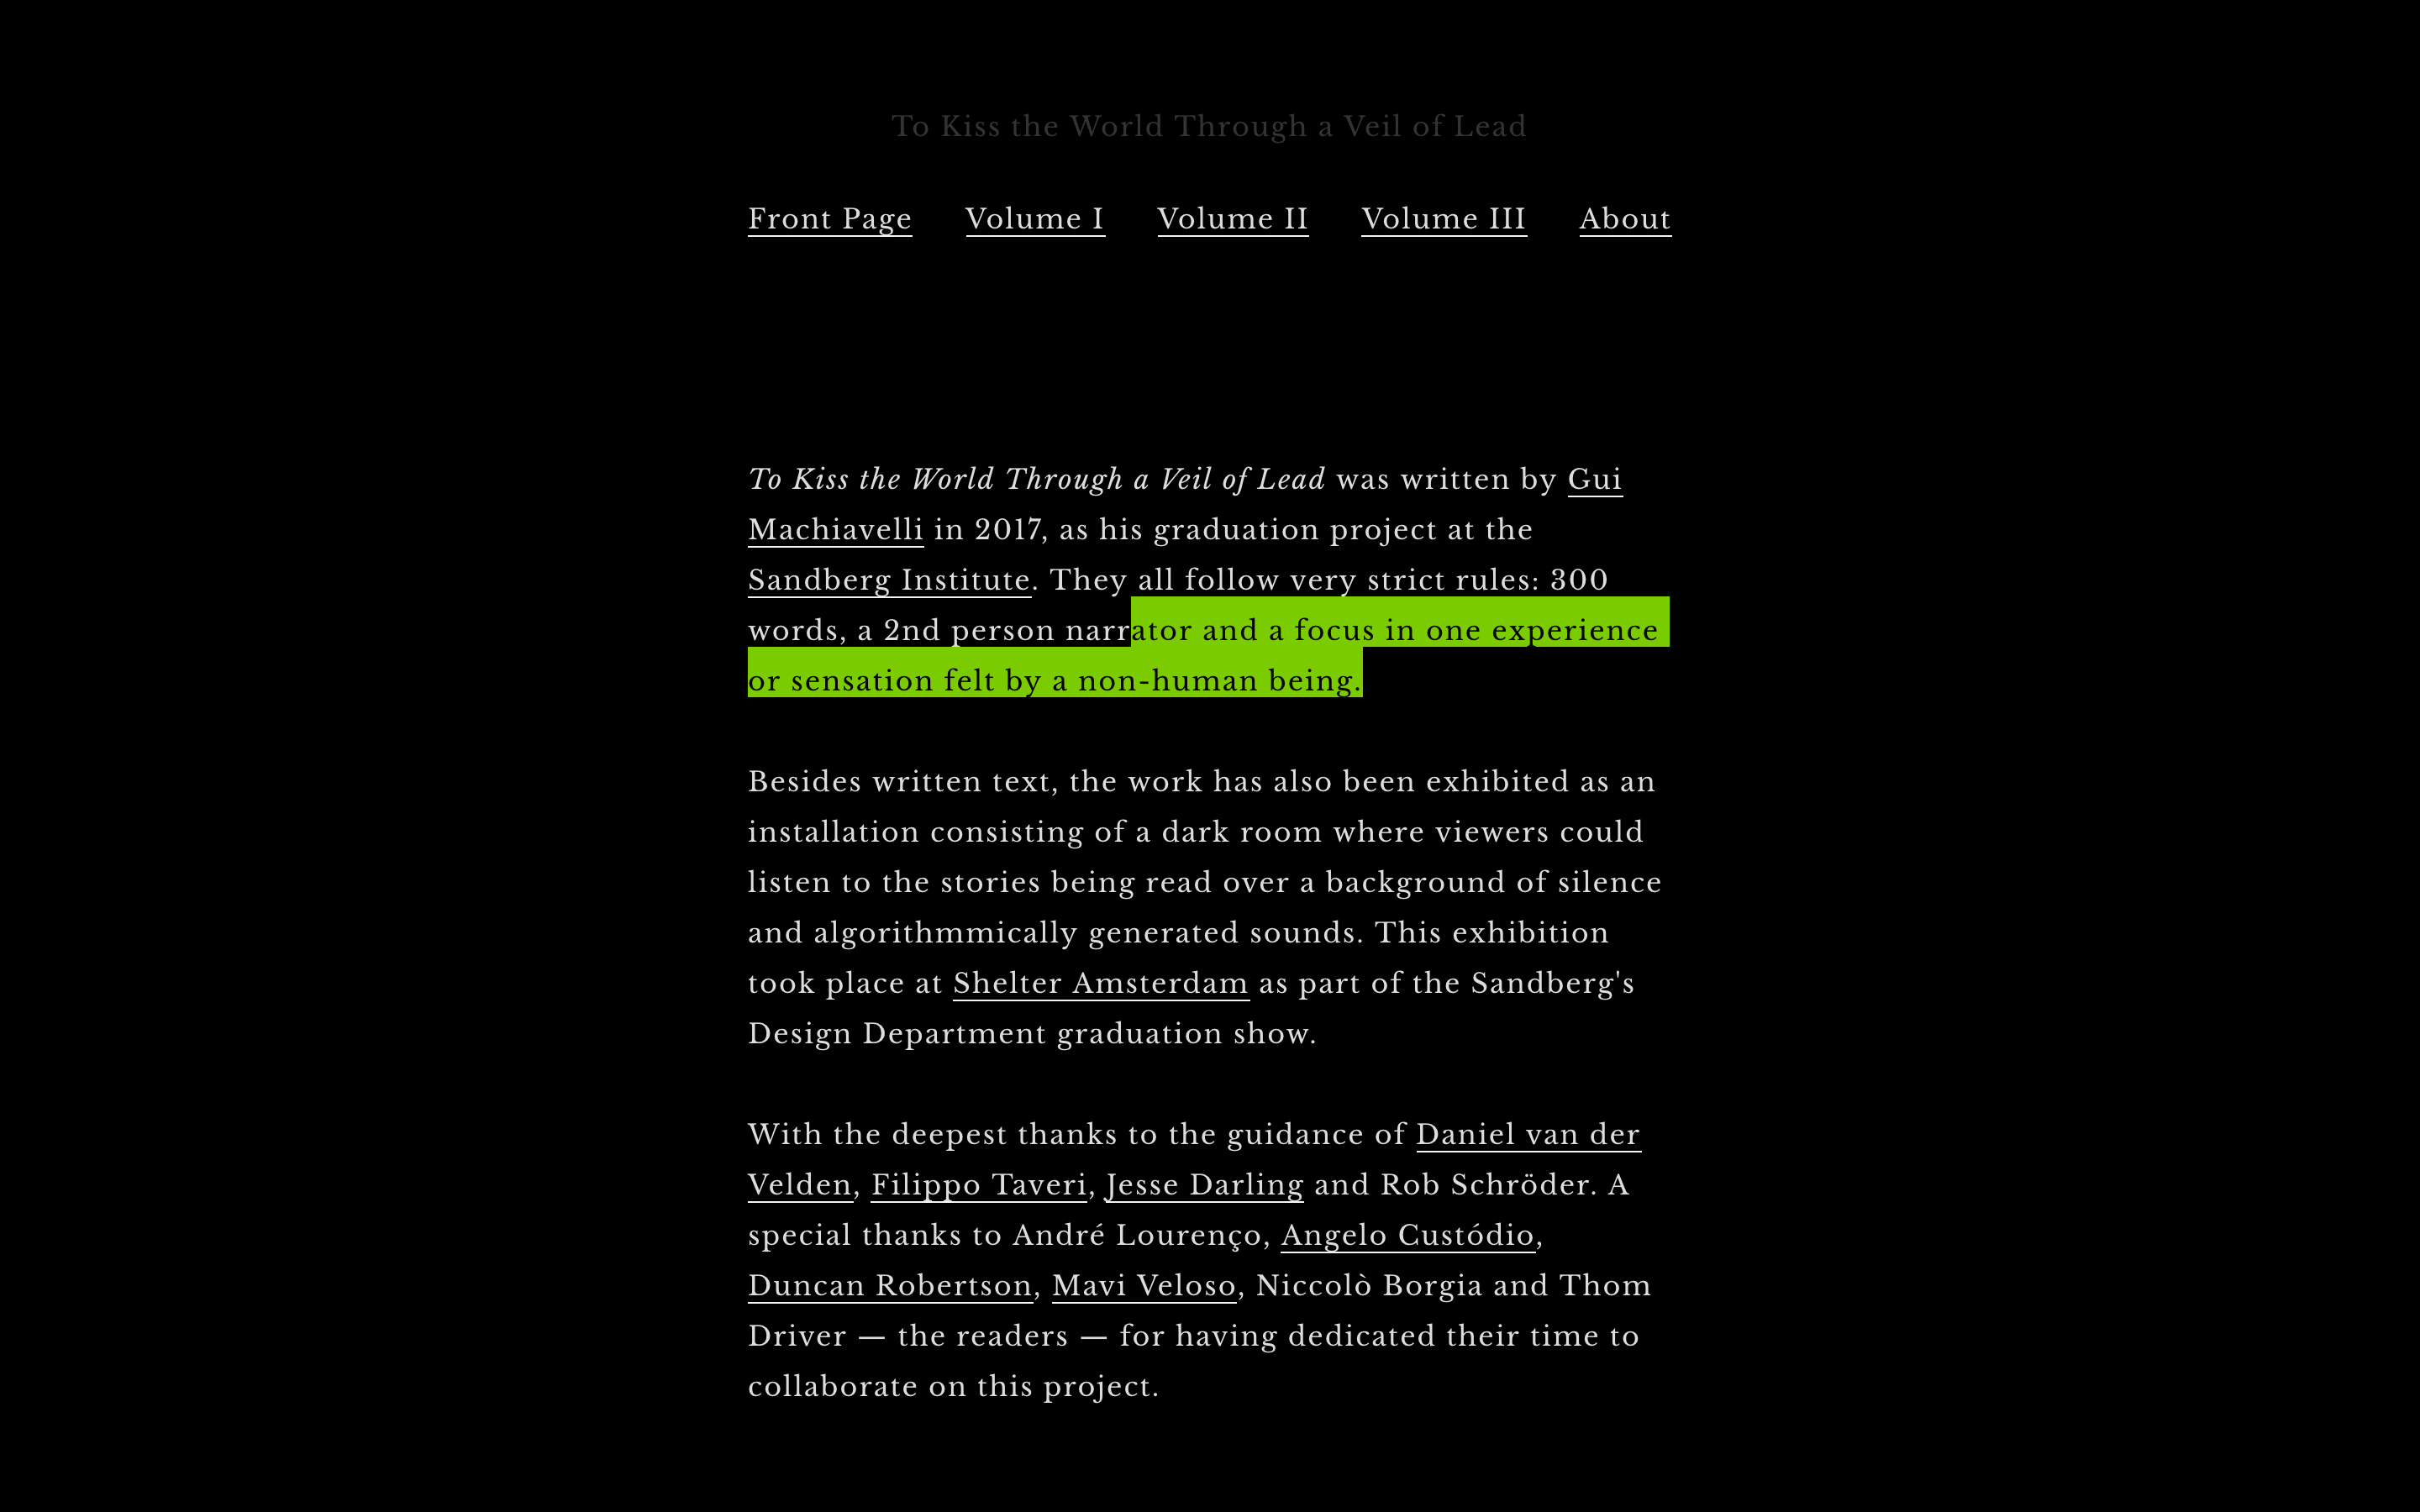 To Kiss the World Through a Veil of Lead
Front Page Volume I Volume II Volume III About
To Kiss the World Through a Veil of Lead was written by Gui
Machiavelli in 2017, as his graduation project at the
Sandberg Institute. They all follow very strict rules: 300
words, a 2nd person narrator and a focus in one experience
or sensation felt by a non-human being.
Besides written text, the work has also been exhibited as an
installation consisting of a dark room where viewers could
listen to the stories being read over a background of silence
and algorithmmically generated sounds. This exhibition
took place at Shelter Amsterdam as part of the Sandberg's
Design Department graduation show.
With the deepest thanks to the guidance of Daniel van der
Velden, Filippo Taveri, Jesse Darling and Rob Schröder. A
special thanks to André Lourenço, Angelo Custódio,
Duncan Robertson, Mavi Veloso, Niccolò Borgia and Thom
Driver — the readers — for having dedicated their time to
collaborate on this project.